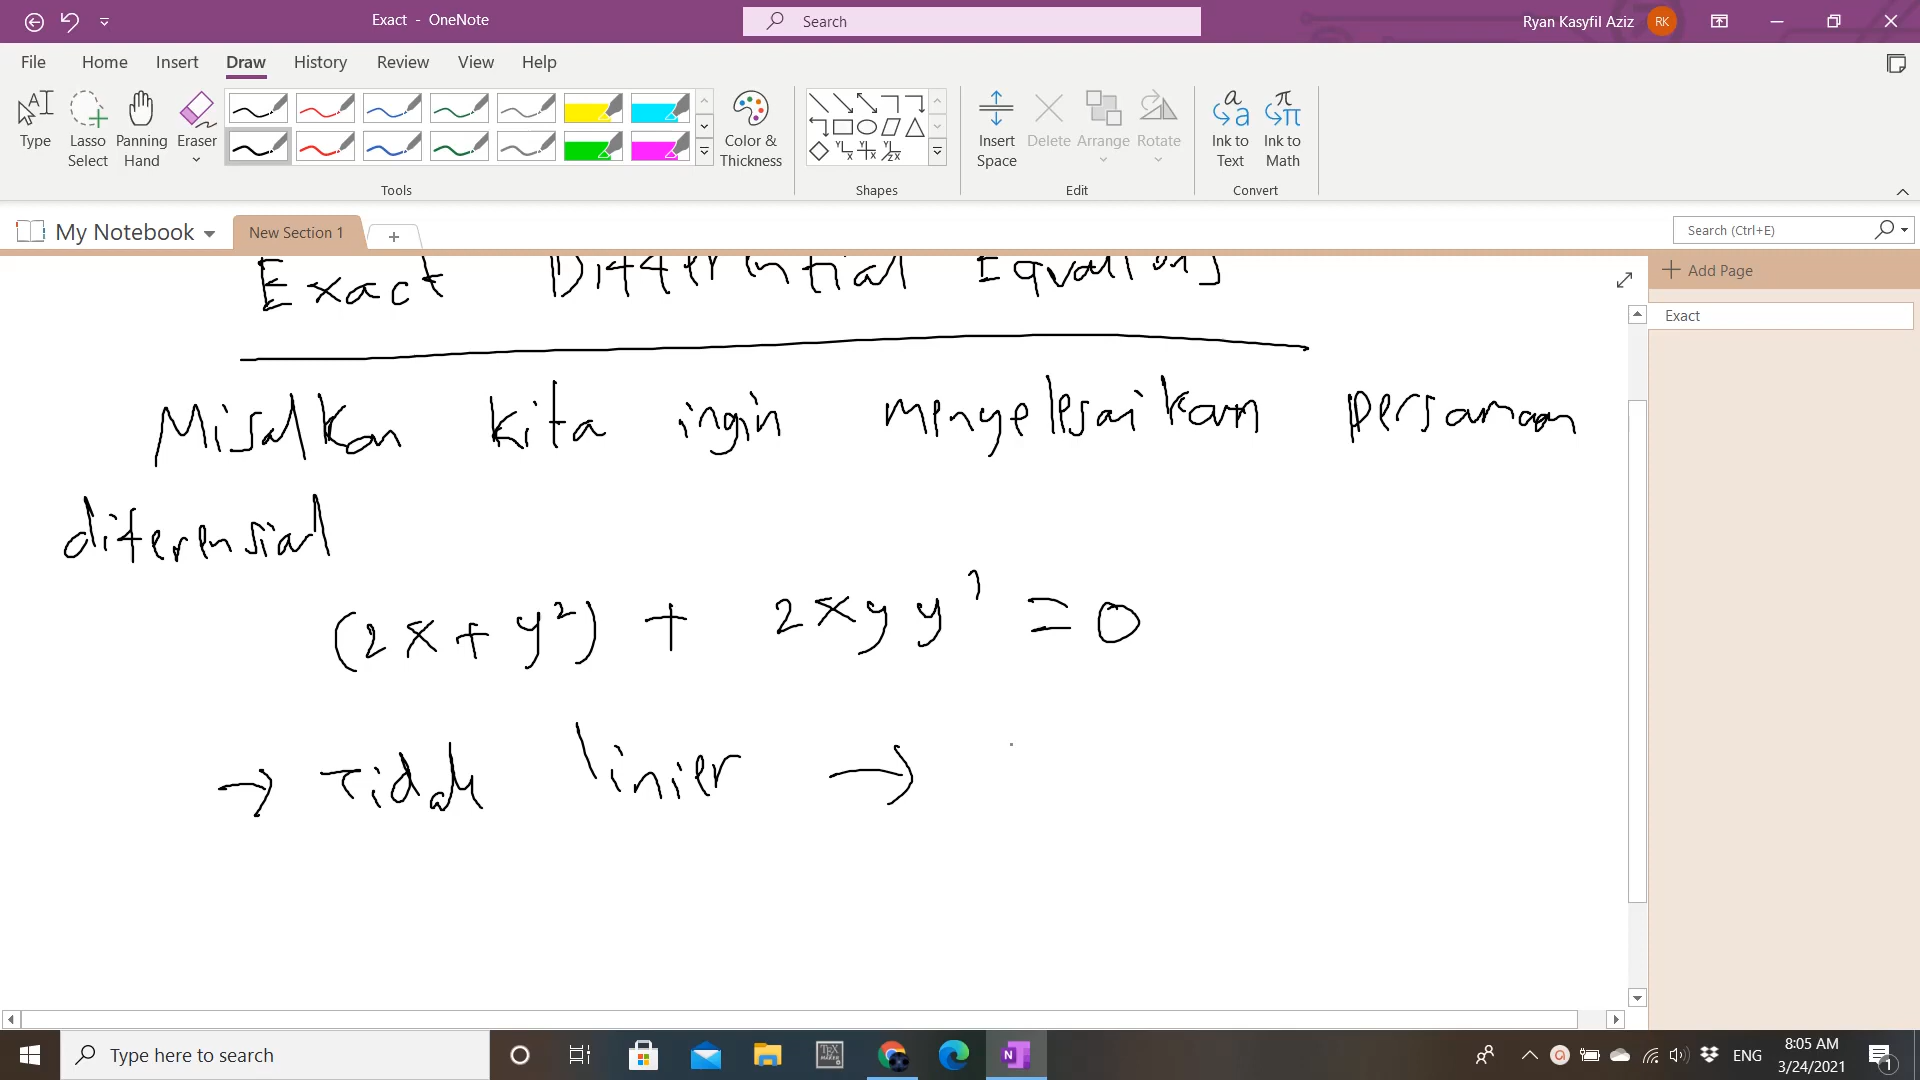 Exact - OneNote
Search
Ryan Kasyfil Aziz
RK
File Home Insert Draw History Review View Help
Type
Lasso Select
Panning Hand
Eraser
Color & Thickness
Insert Space
Delete
Arrange
Rotate
Ink to Text
Ink to Math
Tools
Shapes
Edit
Convert
My Notebook
New Section 1
Search (Ctrl+E)
Add Page
Exact
Exact Differential Equations
Misalkan kita ingin menyelesaikan persamaan
diferensial
(2x + y²) + 2xy y' = 0
→ Tidak linier →
Type here to search
ENG
8:05 AM
3/24/2021
1